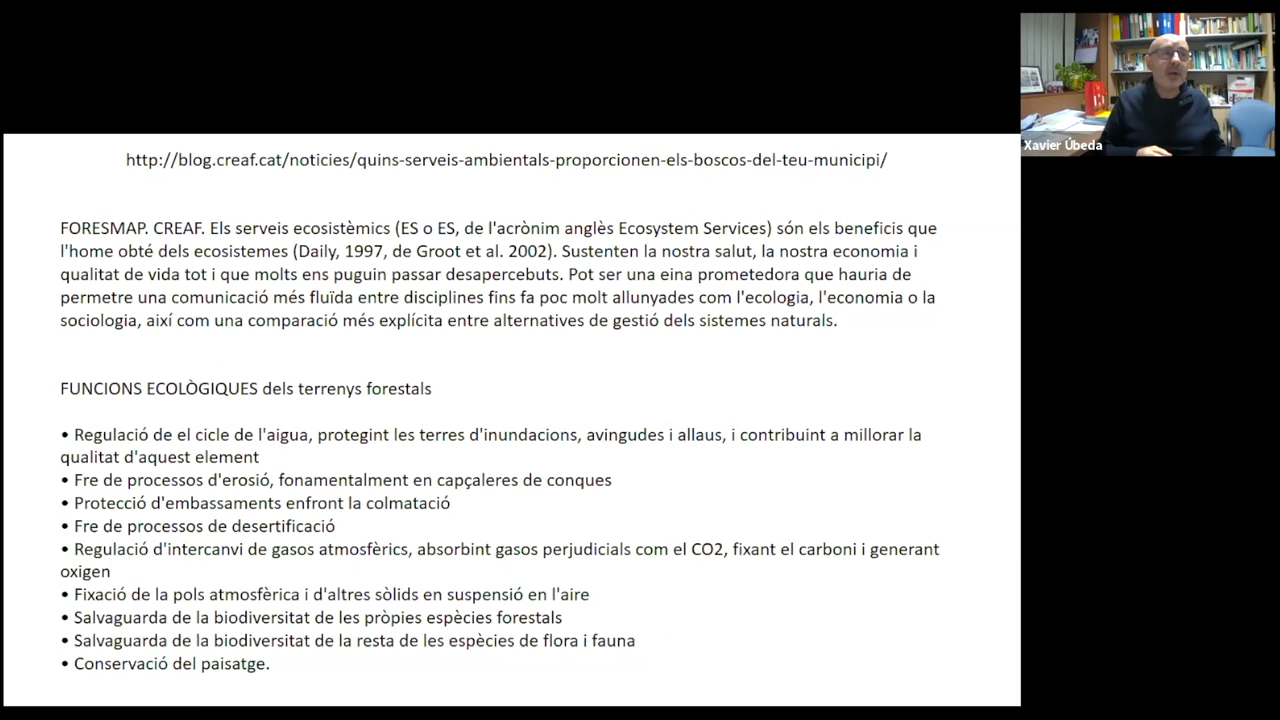 http://blog.creaf.cat/noticies/quins-serveis-ambientals-proporcionen-els-boscos-del-teu-municipi/
FORESMAP. CREAF. Els serveis ecosistèmics (ES o ES, de l'acrònim anglès Ecosystem Services) són els beneficis que
l'home obté dels ecosistemes (Daily, 1997, de Groot et al. 2002). Sustenten la nostra salut, la nostra economia i
qualitat de vida tot i que molts ens puguin passar desapercebuts. Pot ser una eina prometedora que hauria de
permetre una comunicació més fluïda entre disciplines fins fa poc molt allunyades com l'ecologia, l'economia o la
sociologia, així com una comparació més explícita entre alternatives de gestió dels sistemes naturals.
FUNCIONS ECOLÒGIQUES dels terrenys forestals
• Regulació de el cicle de l'aigua, protegint les terres d'inundacions, avingudes i allaus, i contribuint a millorar la
qualitat d'aquest element
• Fre de processos d'erosió, fonamentalment en capçaleres de conques
• Protecció d'embassaments enfront la colmatació
• Fre de processos de desertificació
• Regulació d'intercanvi de gasos atmosfèrics, absorbint gasos perjudicials com el CO2, fixant el carboni i generant
oxigen
• Fixació de la pols atmosfèrica i d'altres sòlids en suspensió en l'aire
• Salvaguarda de la biodiversitat de les pròpies espècies forestals
• Salvaguarda de la biodiversitat de la resta de les espècies de flora i fauna
• Conservació del paisatge.
Xavier Úbeda